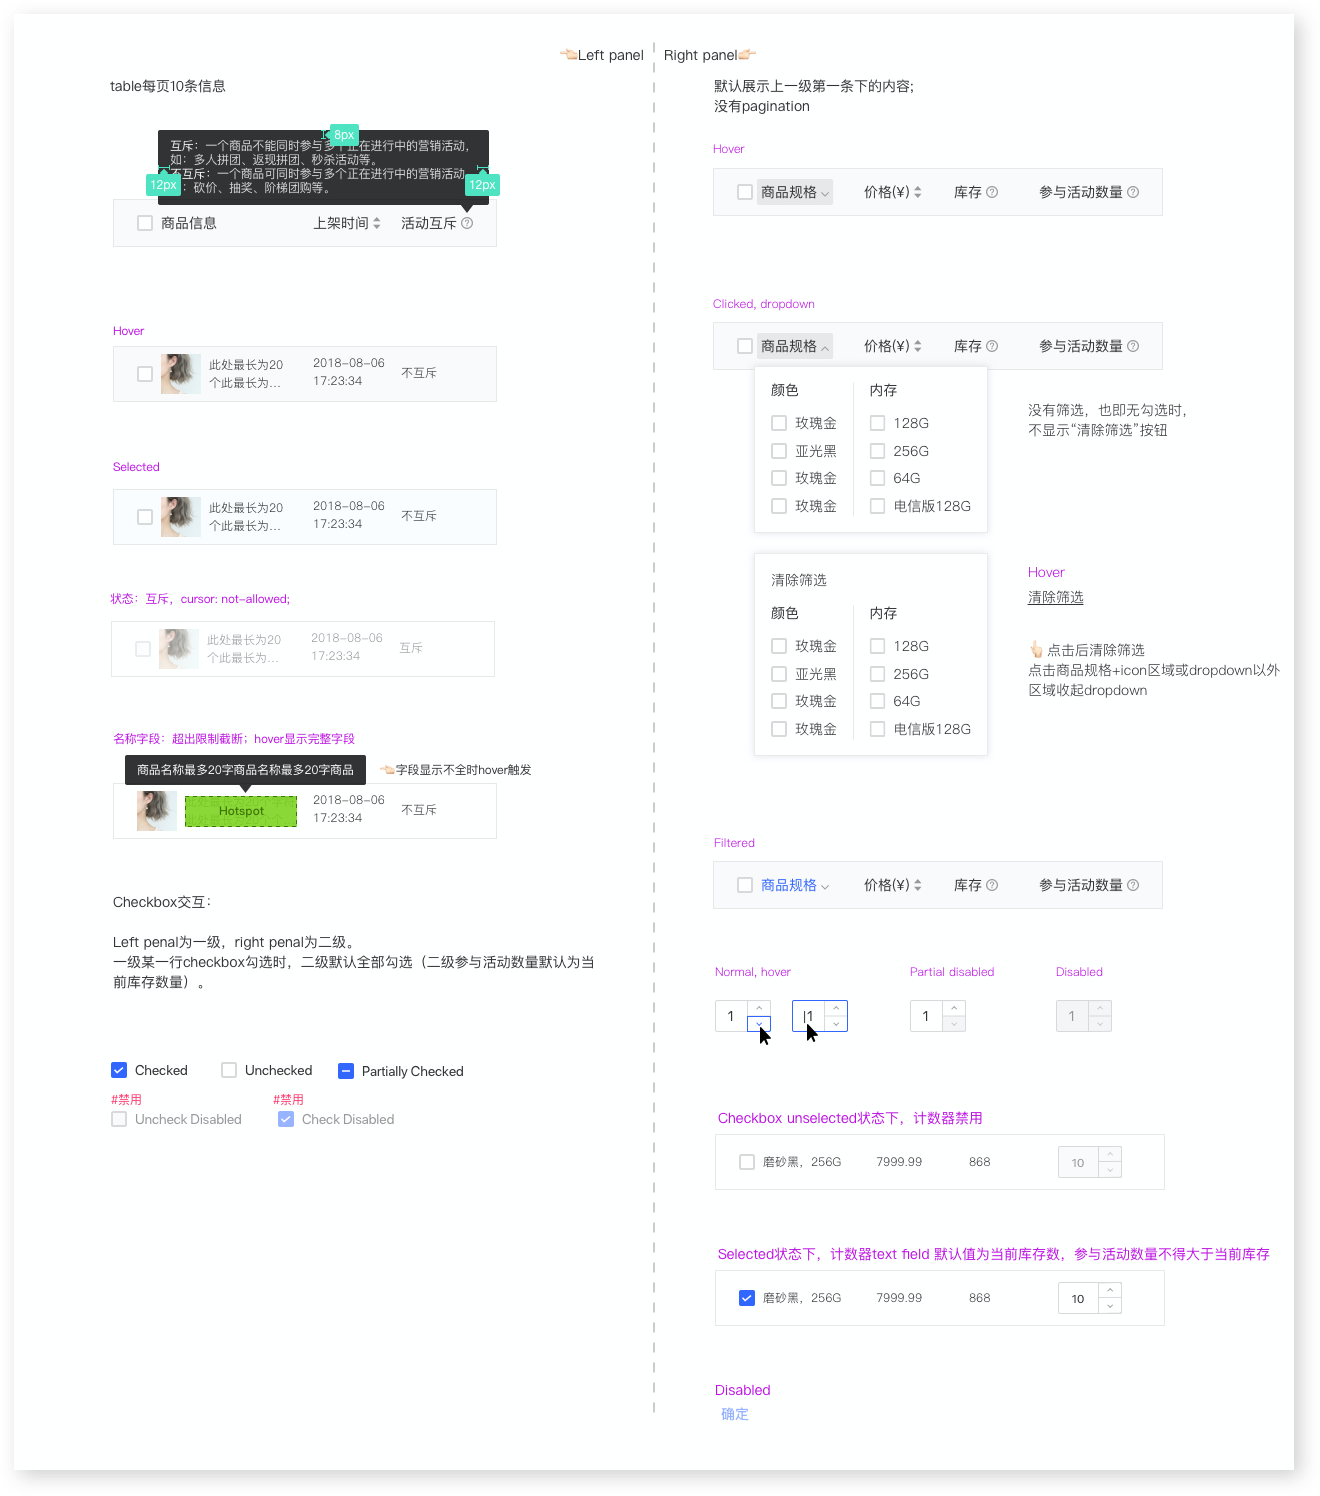 Left panel
Right panel
table每页10条信息
8px
互斥：一个商品不能同时参与多个正在进行中的营销活动，
如：多人拼团、返现拼团、秒杀活动等。
不互斥：一个商品可同时参与多个正在进行中的营销活动
：砍价、抽奖、阶梯团购等。
12px
12px
商品信息 上架时间 活动互斥
Hover
此处最长为20
个此最长为...
2018-08-06
17:23:34
不互斥
Selected
此处最长为20
个此最长为...
2018-08-06
17:23:34
不互斥
状态：互斥，cursor: not-allowed;
此处最长为20
个此最长为...
2018-08-06
17:23:34
互斥
名称字段：超出限制截断；hover显示完整字段
商品名称最多20字商品名称最多20字商品
字段显示不全时hover触发
Hotspot
2018-08-06
17:23:34
不互斥
Checkbox交互：
Left penal为一级，right penal为二级。
一级某一行checkbox勾选时，二级默认全部勾选（二级参与活动数量默认为当
前库存数量）。
Checked
Unchecked
Partially Checked
#禁用
#禁用
Uncheck Disabled
Check Disabled
默认展示上一级第一条下的内容;
没有pagination
Hover
商品规格 价格(¥) 库存 参与活动数量
Clicked, dropdown
商品规格 价格(¥) 库存 参与活动数量
颜色 内存
玫瑰金 128G
亚光黑 256G
玫瑰金 64G
玫瑰金 电信版128G
没有筛选，也即无勾选时，
不显示“清除筛选”按钮
清除筛选
颜色 内存
玫瑰金 128G
亚光黑 256G
玫瑰金 64G
玫瑰金 电信版128G
Hover
清除筛选
点击后清除筛选
点击商品规格+icon区域或dropdown以外
区域收起dropdown
Filtered
商品规格 价格(¥) 库存 参与活动数量
Normal, hover
Partial disabled
Disabled
1
1
1
1
Checkbox unselected状态下，计数器禁用
磨砂黑，256G 7999.99 868 10
Selected状态下，计数器text field 默认值为当前库存数，参与活动数量不得大于当前库存
磨砂黑，256G 7999.99 868 10
Disabled
确定